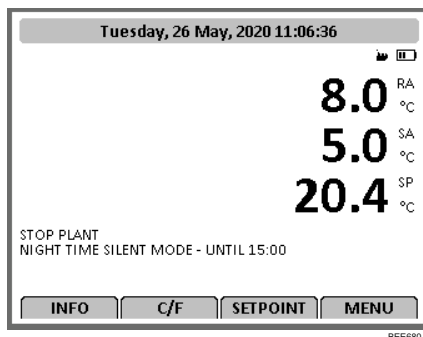 Tuesday, 26 May, 2020 11:06:36
8.0 RA °C
5.0 SA °C
20.4 SP °C
STOP PLANT
NIGHT TIME SILENT MODE - UNTIL 15:00
INFO C/F SETPOINT MENU